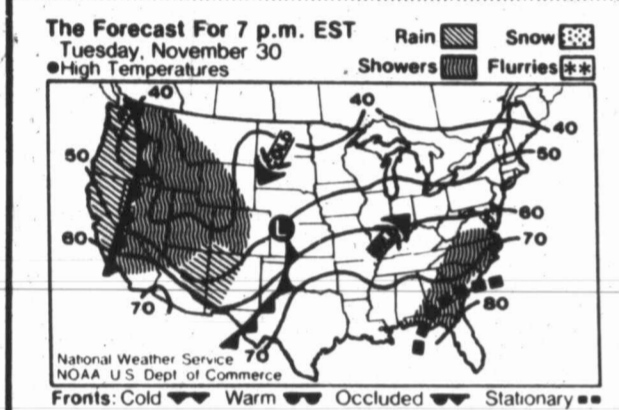 The Forecast For 7 p.m. EST
Tuesday, November 30
●High Temperatures
Rain Snow
Showers Flurries
40
40
40
50
50
60
60
70
70
70
80
L
National Weather Service
NOAA U S Dept of Commerce
Fronts: Cold Warm Occluded Stationary